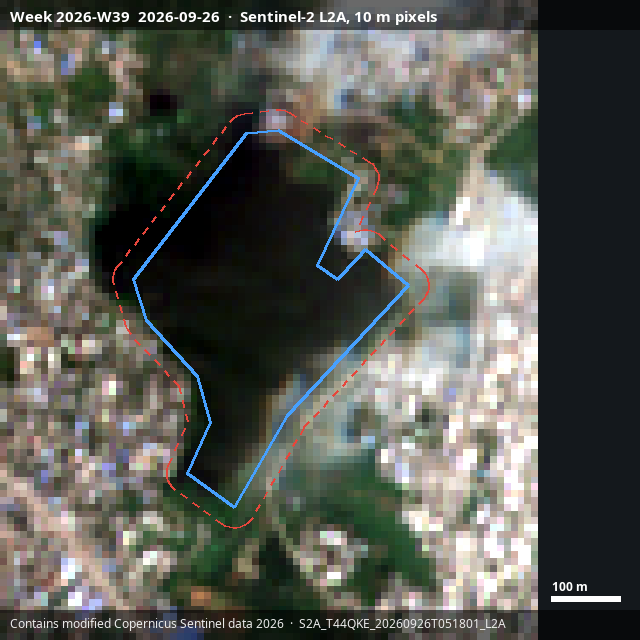 Week 2026-W39  2026-09-26  ·  Sentinel-2 L2A, 10 m pixels
100 m
Contains modified Copernicus Sentinel data 2026  ·  S2A_T44QKE_20260926T051801_L2A